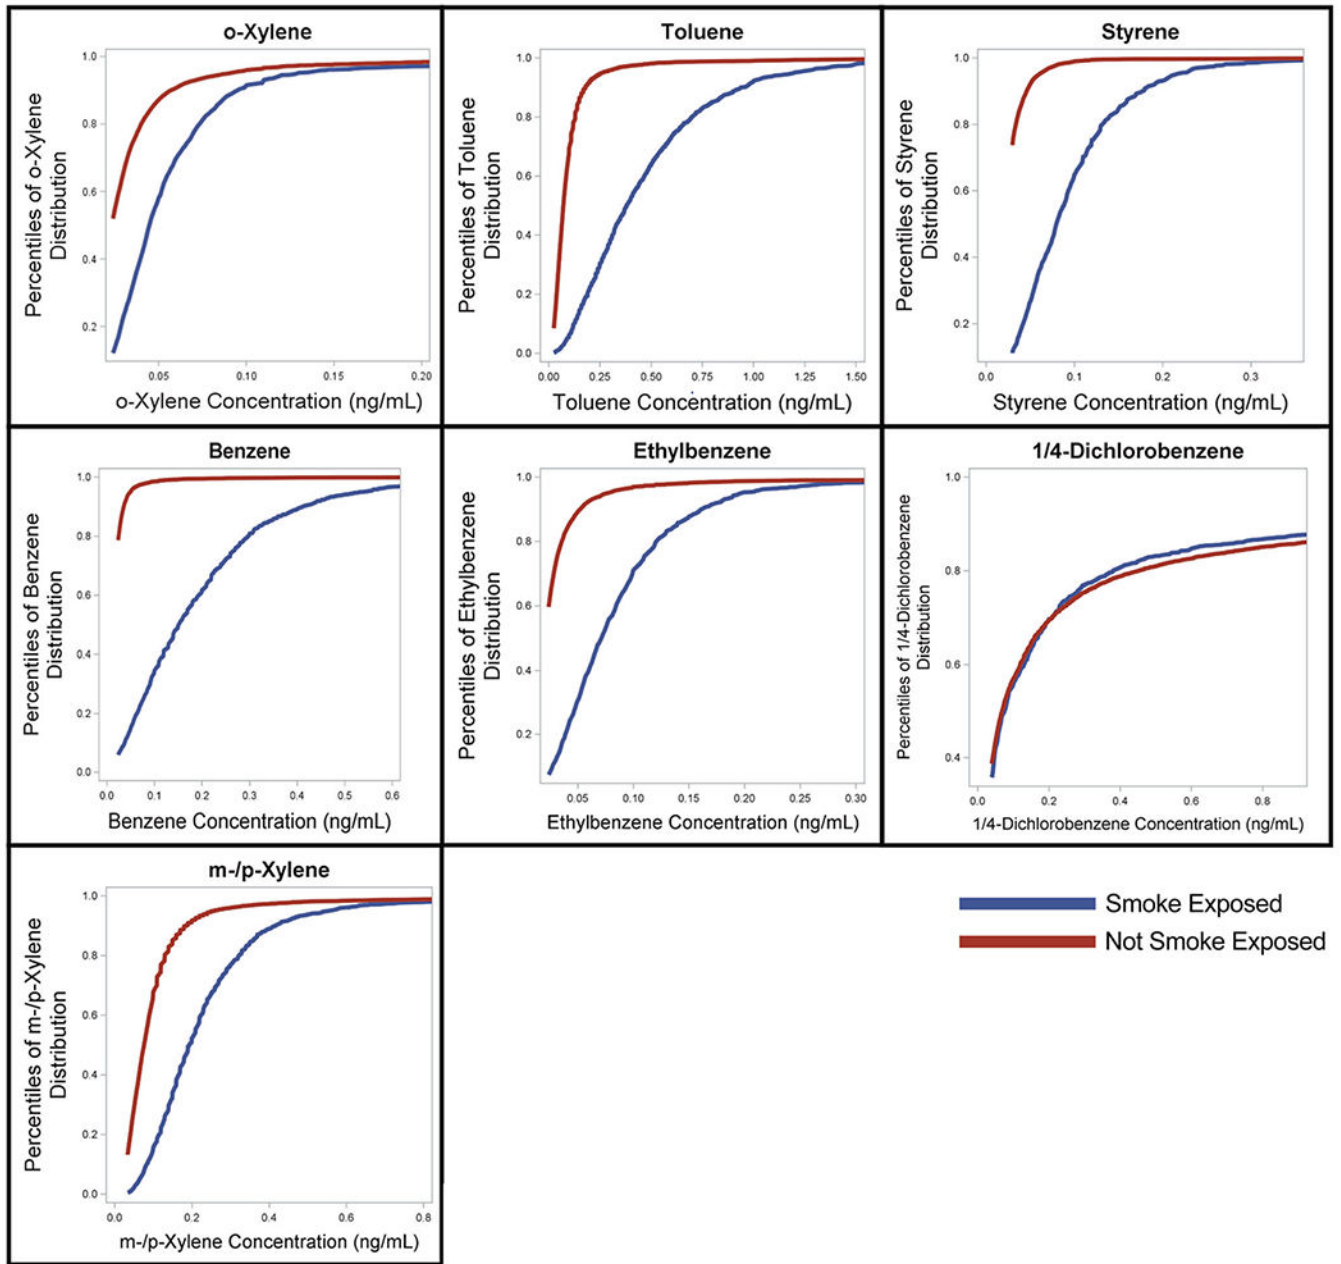 o-Xylene
Percentiles of o-Xylene
Distribution
1.0
0.8
0.6
0.4
0.2
0.05
0.10
0.15
0.20
o-Xylene Concentration (ng/mL)
Toluene
Percentiles of Toluene
Distribution
1.0
0.8
0.6
0.4
0.2
0.0
0.00
0.25
0.50
0.75
1.00
1.25
1.50
Toluene Concentration (ng/mL)
Styrene
Percentiles of Styrene
Distribution
1.0
0.8
0.6
0.4
0.2
0.0
0.1
0.2
0.3
Styrene Concentration (ng/mL)
Benzene
Percentiles of Benzene
Distribution
1.0
0.8
0.6
0.4
0.2
0.0
0.0
0.1
0.2
0.3
0.4
0.5
0.6
Benzene Concentration (ng/mL)
Ethylbenzene
Percentiles of Ethylbenzene
Distribution
1.0
0.8
0.6
0.4
0.2
0.05
0.10
0.15
0.20
0.25
0.30
Ethylbenzene Concentration (ng/mL)
1/4-Dichlorobenzene
Percentiles of 1/4-Dichlorobenzene
Distribution
1.0
0.8
0.6
0.4
0.0
0.2
0.4
0.6
0.8
1/4-Dichlorobenzene Concentration (ng/mL)
m-/p-Xylene
Percentiles of m-/p-Xylene
Distribution
1.0
0.8
0.6
0.4
0.2
0.0
0.0
0.2
0.4
0.6
0.8
m-/p-Xylene Concentration (ng/mL)
Smoke Exposed
Not Smoke Exposed